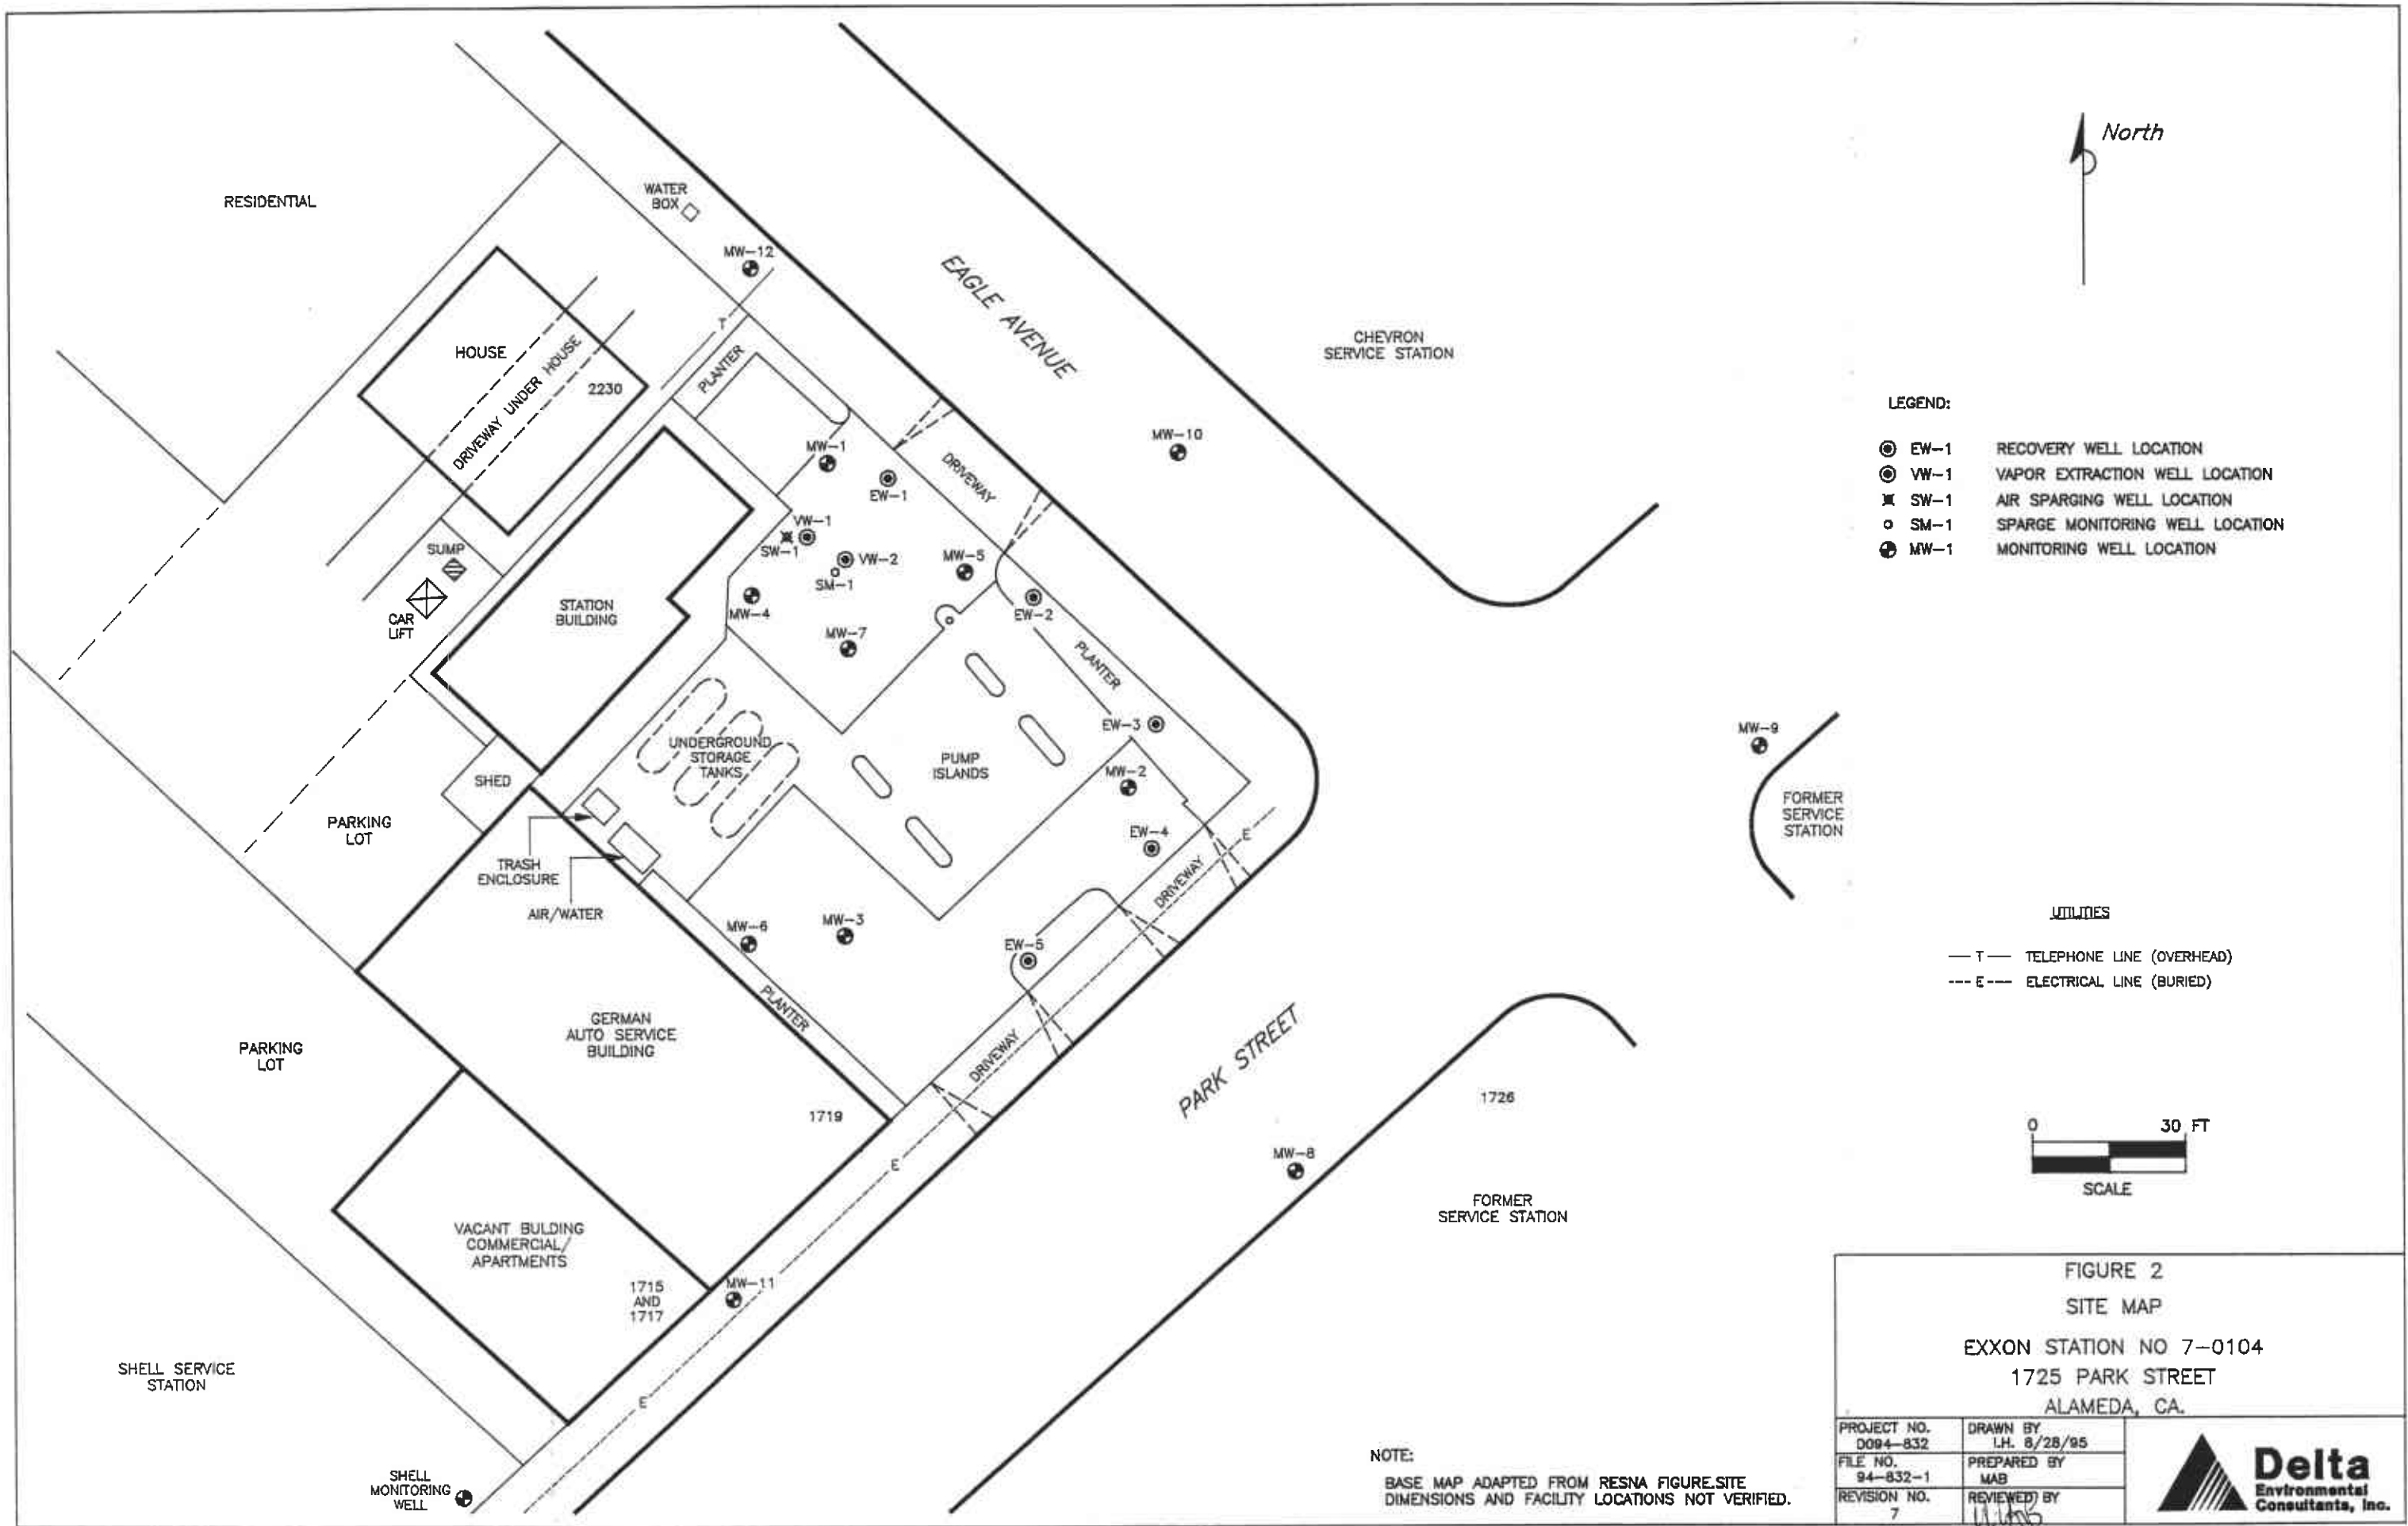 RESIDENTIAL
WATER
BOX
MW-12
EAGLE AVENUE
CHEVRON
SERVICE STATION
North
HOUSE
DRIVEWAY UNDER HOUSE
2230
T
PLANTER
MW-1
EW-1
DRIVEWAY
MW-10
LEGEND:
EW-1 RECOVERY WELL LOCATION
VW-1 VAPOR EXTRACTION WELL LOCATION
SW-1 AIR SPARGING WELL LOCATION
SM-1 SPARGE MONITORING WELL LOCATION
MW-1 MONITORING WELL LOCATION
SUMP
CAR
LIFT
STATION
BUILDING
VW-1
SW-1
VW-2
SM-1
MW-5
MW-4
EW-2
MW-7
PLANTER
EW-3
MW-9
UNDERGROUND
STORAGE
TANKS
PUMP
ISLANDS
MW-2
SHED
FORMER
SERVICE
STATION
PARKING
LOT
EW-4
E
TRASH
ENCLOSURE
AIR/WATER
DRIVEWAY
MW-6
MW-3
EW-5
PLANTER
UTILITIES
T TELEPHONE LINE (OVERHEAD)
E ELECTRICAL LINE (BURIED)
PARKING
LOT
GERMAN
AUTO SERVICE
BUILDING
DRIVEWAY
PARK STREET
1719
1726
E
MW-8
0 30 FT
SCALE
FORMER
SERVICE STATION
VACANT BULDING
COMMERCIAL/
APARTMENTS
1715
AND
1717
MW-11
E
SHELL SERVICE
STATION
SHELL
MONITORING
WELL
NOTE:
BASE MAP ADAPTED FROM RESNA FIGURE.SITE
DIMENSIONS AND FACILITY LOCATIONS NOT VERIFIED.
FIGURE 2
SITE MAP
EXXON STATION NO 7-0104
1725 PARK STREET
ALAMEDA, CA.
PROJECT NO.
D094-832
DRAWN BY
I.H. 8/28/95
FILE NO.
94-832-1
PREPARED BY
MAB
REVISION NO.
7
REVIEWED BY
Delta
Environmental
Consultants, Inc.